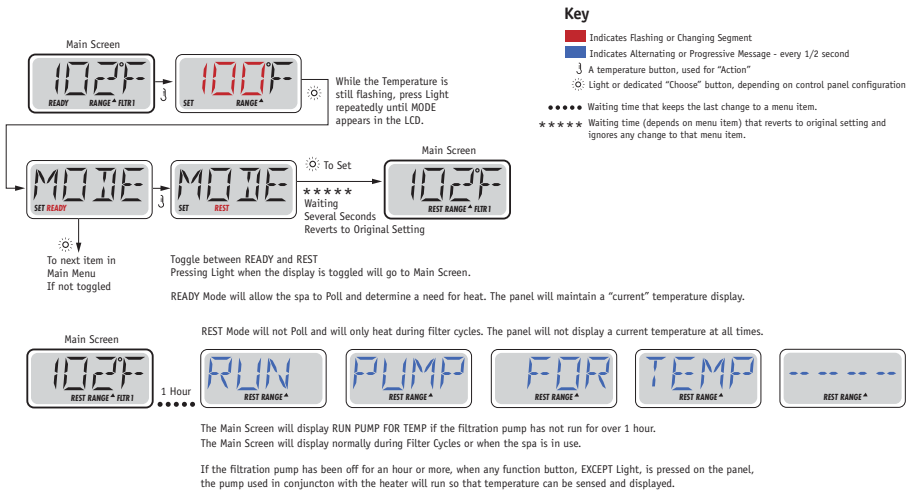 Key
Indicates Flashing or Changing Segment
Indicates Alternating or Progressive Message - every 1/2 second
A temperature button, used for “Action”
Light or dedicated “Choose” button, depending on control panel configuration
Waiting time that keeps the last change to a menu item.
***** Waiting time (depends on menu item) that reverts to original setting and
ignores any change to that menu item.
Main Screen
102°F
READY RANGE FLTR1
100°F
SET RANGE
While the Temperature is
still flashing, press Light
repeatedly until MODE
appears in the LCD.
MODE
SET READY
MODE
SET REST
To Set
*****
Waiting
Several Seconds
Reverts to Original Setting
Main Screen
102°F
REST RANGE FLTR1
To next item in
Main Menu
If not toggled
Toggle between READY and REST
Pressing Light when the display is toggled will go to Main Screen.
READY Mode will allow the spa to Poll and determine a need for heat. The panel will maintain a “current” temperature display.
REST Mode will not Poll and will only heat during filter cycles. The panel will not display a current temperature at all times.
Main Screen
102°F
REST RANGE FLTR1
1 Hour
RUN
REST RANGE
PUMP
REST RANGE
FOR
REST RANGE
TEMP
REST RANGE
-- -- -- --
REST RANGE
The Main Screen will display RUN PUMP FOR TEMP if the filtration pump has not run for over 1 hour.
The Main Screen will display normally during Filter Cycles or when the spa is in use.
If the filtration pump has been off for an hour or more, when any function button, EXCEPT Light, is pressed on the panel,
the pump used in conjuncton with the heater will run so that temperature can be sensed and displayed.